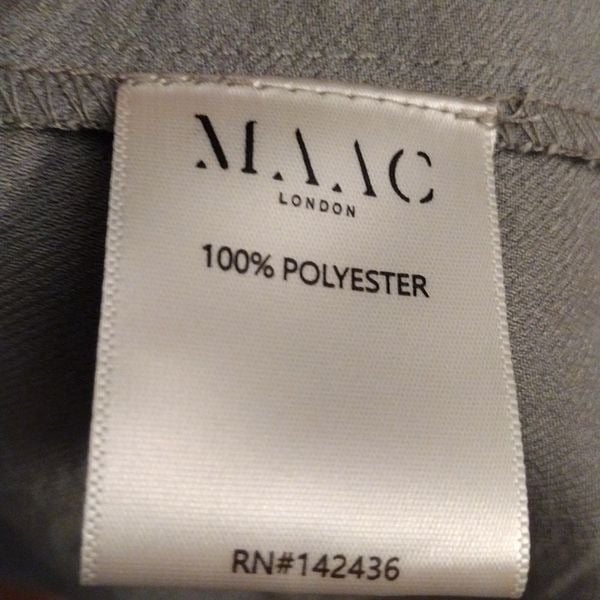 MAAC
LONDON
100% POLYESTER
RN#142436